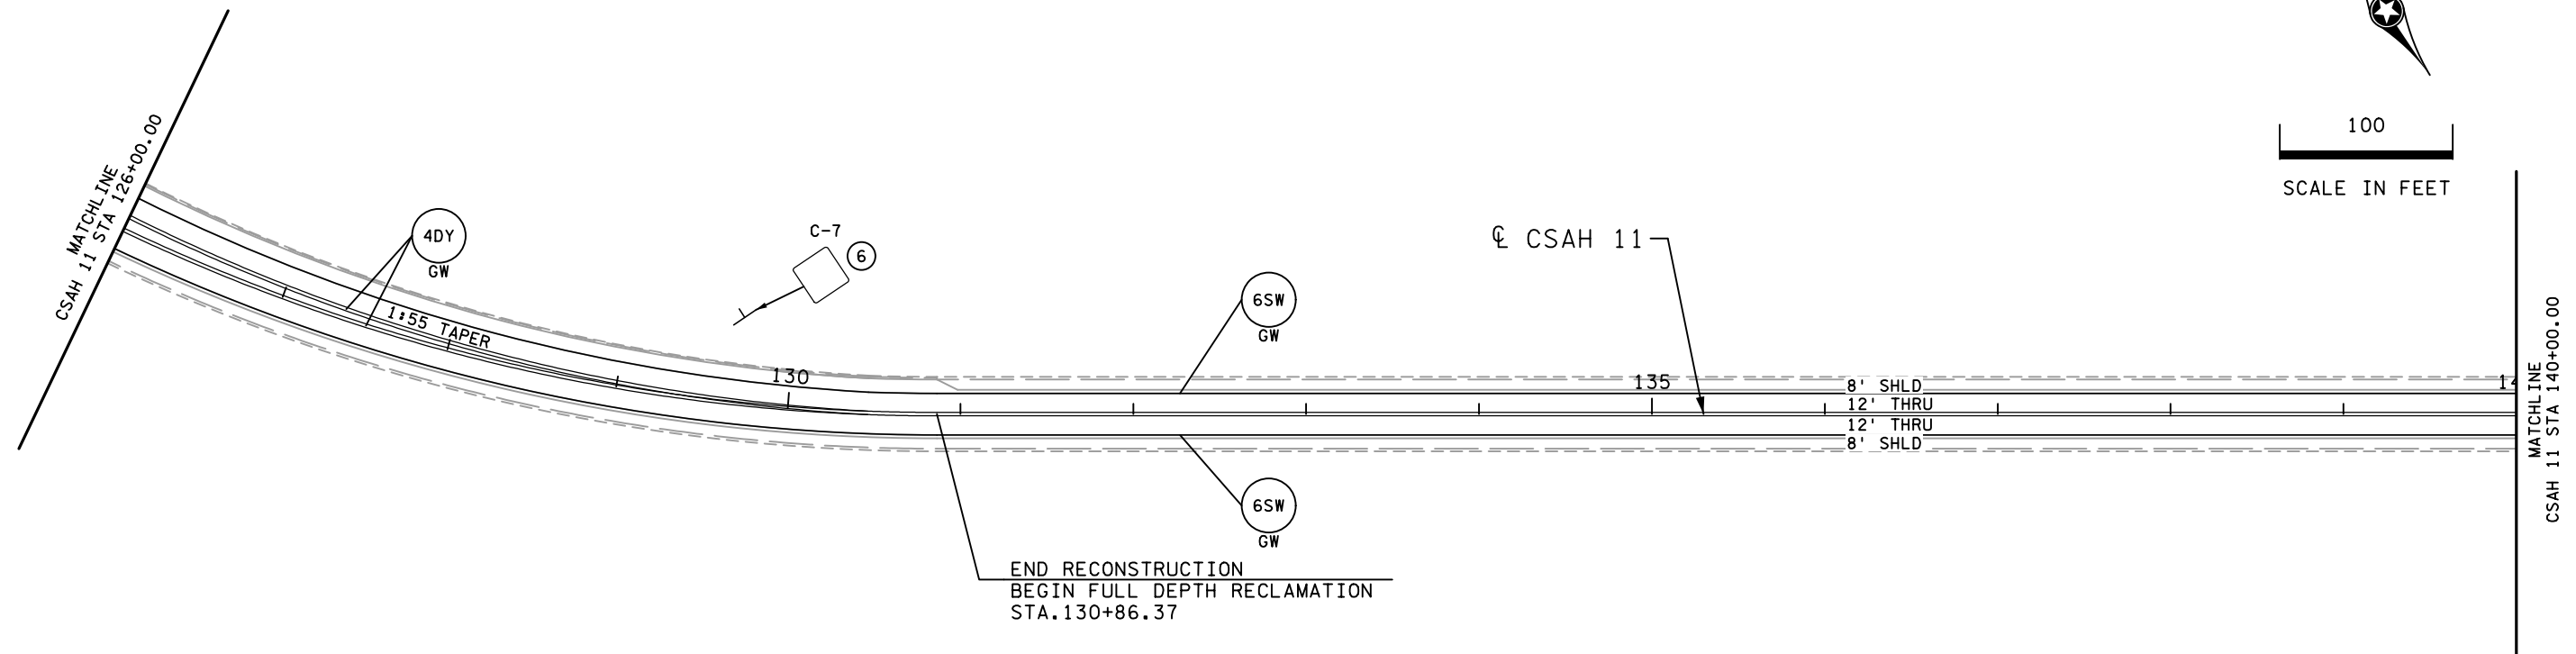 MATCHLINE
CSAH 11 STA 126+00.00
4DY
GW
1:55 TAPER
C-7
6
130
6SW
GW
6SW
GW
END RECONSTRUCTION
BEGIN FULL DEPTH RECLAMATION
STA.130+86.37
℄ CSAH 11
135
8' SHLD
12' THRU
12' THRU
8' SHLD
100
SCALE IN FEET
14
MATCHLINE
CSAH 11 STA 140+00.00